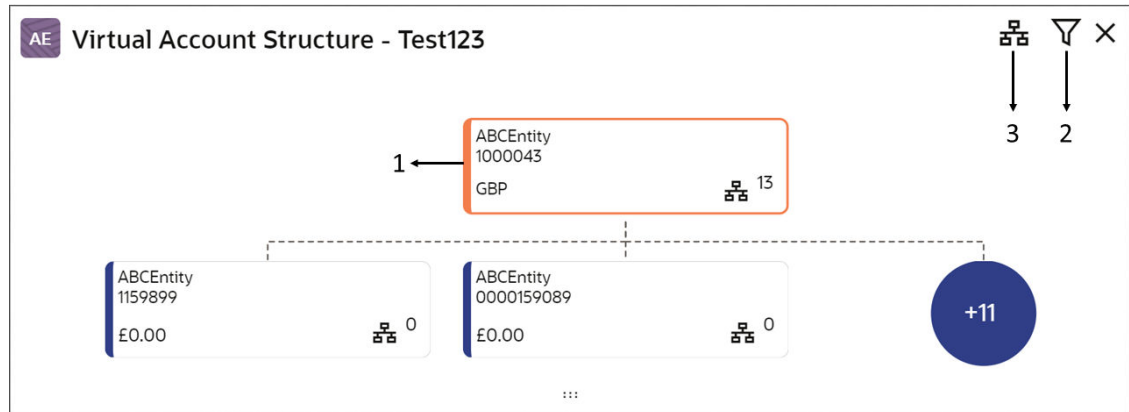 AE Virtual Account Structure - Test123
3 2
1
ABCEntity
1000043
GBP 13
ABCEntity
1159899
£0.00 0
ABCEntity
0000159089
£0.00 0
+11